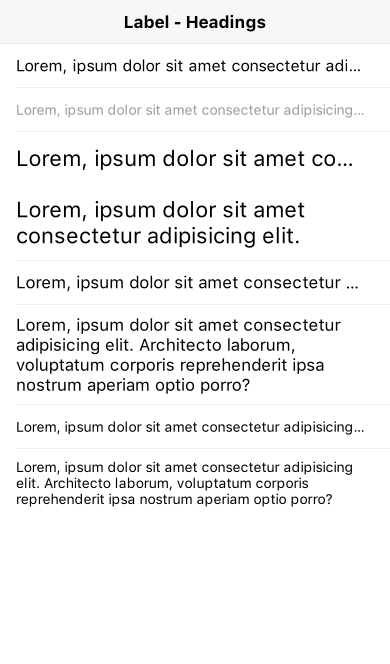 Label - Headings
Lorem, ipsum dolor sit amet consectetur adi...
Lorem, ipsum dolor sit amet consectetur adipisicing...
Lorem, ipsum dolor sit amet co...
Lorem, ipsum dolor sit amet
consectetur adipisicing elit.
Lorem, ipsum dolor sit amet consectetur ...
Lorem, ipsum dolor sit amet consectetur
adipisicing elit. Architecto laborum,
voluptatum corporis reprehenderit ipsa
nostrum aperiam optio porro?
Lorem, ipsum dolor sit amet consectetur adipisicing...
Lorem, ipsum dolor sit amet consectetur adipisicing
elit. Architecto laborum, voluptatum corporis
reprehenderit ipsa nostrum aperiam optio porro?